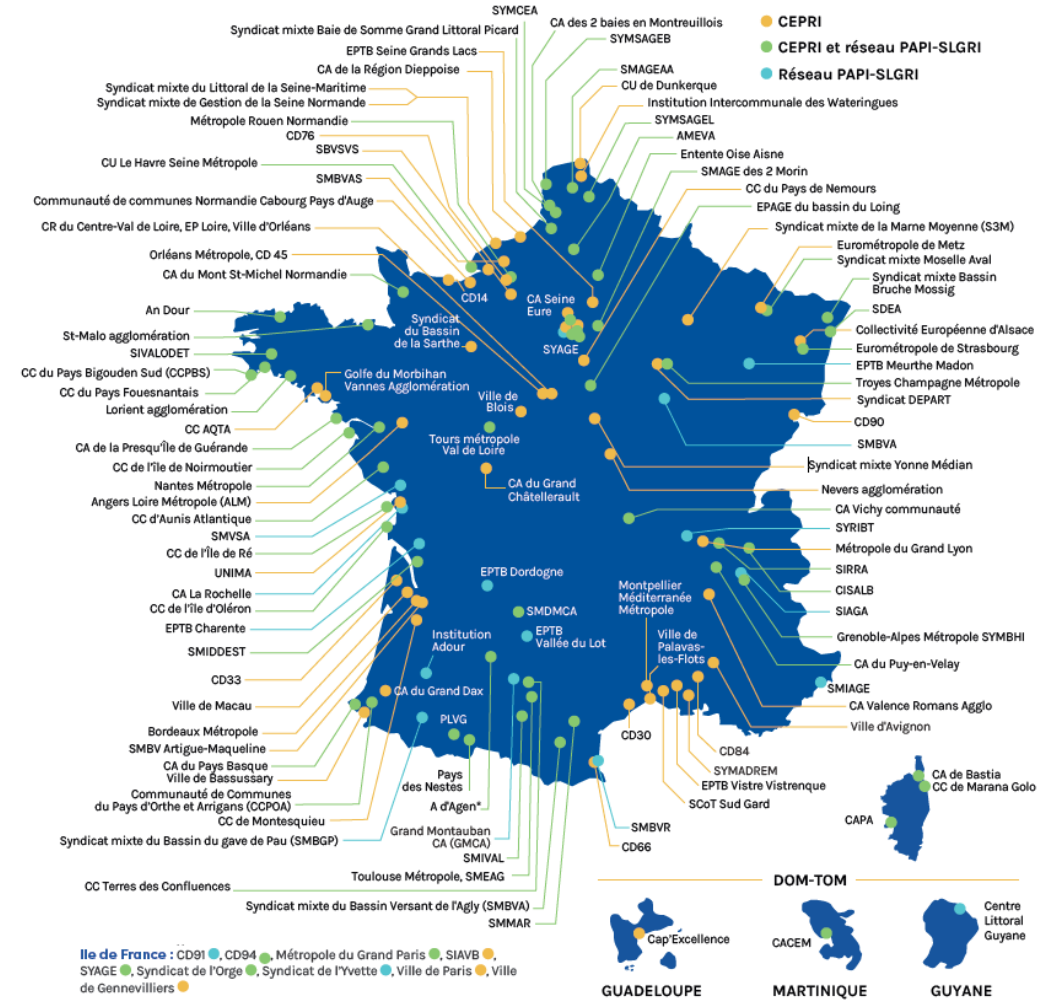 SYMCEA
Syndicat mixte Baie de Somme Grand Littoral Picard
EPTB Seine Grands Lacs
CA de la Région Dieppoise
Syndicat mixte du Littoral de la Seine-Maritime
Syndicat mixte de Gestion de la Seine Normande
Métropole Rouen Normandie
CD76
SBVSVS
CU Le Havre Seine Métropole
SMBVAS
Communauté de communes Normandie Cabourg Pays d'Auge
CR du Centre-Val de Loire, EP Loire, Ville d'Orléans
Orléans Métropole, CD 45
CA du Mont St-Michel Normandie
An Dour
St-Malo agglomération
SIVALODET
CC du Pays Bigouden Sud (CCPBS)
CC du Pays Fouesnantais
Lorient agglomération
CC AQTA
CA de la Presqu'Île de Guérande
CC de l'île de Noirmoutier
Nantes Métropole
Angers Loire Métropole (ALM)
CC d'Aunis Atlantique
SMVSA
CC de l'Île de Ré
UNIMA
CA La Rochelle
CC de l'île d'Oléron
EPTB Charente
SMIDDEST
CD33
Ville de Macau
Bordeaux Métropole
SMBV Artigue-Maqueline
CA du Pays Basque
Ville de Bassussary
Communauté de Communes
du Pays d'Orthe et Arrigans (CCPOA)
CC de Montesquieu
Syndicat mixte du Bassin du gave de Pau (SMBGP)
CC Terres des Confluences
CA des 2 baies en Montreuillois
SYMSAGEB
SMAGEAA
CU de Dunkerque
Institution Intercommunale des Wateringues
SYMSAGEL
AMEVA
Entente Oise Aisne
SMAGE des 2 Morin
CC du Pays de Nemours
EPAGE du bassin du Loing
Syndicat mixte de la Marne Moyenne (S3M)
Eurométropole de Metz
Syndicat mixte Moselle Aval
Syndicat mixte Bassin
Bruche Mossig
SDEA
Collectivité Européenne d'Alsace
Eurométropole de Strasbourg
EPTB Meurthe Madon
Troyes Champagne Métropole
Syndicat DEPART
CD90
SMBVA
Syndicat mixte Yonne Médian
Nevers agglomération
CA Vichy communauté
SYRIBT
Métropole du Grand Lyon
SIRRA
CISALB
SIAGA
Grenoble-Alpes Métropole SYMBHI
CA du Puy-en-Velay
SMIAGE
CA Valence Romans Agglo
Ville d'Avignon
CD84
SYMADREM
EPTB Vistre Vistrenque
SCoT Sud Gard
CD30
SMBVR
CD66
CEPRI
CEPRI et réseau PAPI-SLGRI
Réseau PAPI-SLGRI
CD14
CA Seine
Eure
Syndicat
du Bassin
de la Sarthe
SYAGE
Golfe du Morbihan
Vannes Agglomération
Ville de
Blois
Tours métropole
Val de Loire
CA du Grand
Châtellerault
EPTB Dordogne
SMDMCA
EPTB
Vallée du Lot
Institution
Adour
CA du Grand Dax
PLVG
Montpellier
Méditerranée
Métropole
Ville de
Palavas-
les-Flots
Pays
des Nestes
A d'Agen*
Grand Montauban
CA (GMCA)
SMIVAL
Toulouse Métropole, SMEAG
Syndicat mixte du Bassin Versant de l'Agly (SMBVA)
SMMAR
CA de Bastia
CC de Marana Golo
CAPA
DOM-TOM
Cap'Excellence
GUADELOUPE
CACEM
MARTINIQUE
Centre
Littoral
Guyane
GUYANE
Ile de France : CD91, CD94, Métropole du Grand Paris, SIAVB,
SYAGE, Syndicat de l'Orge, Syndicat de l'Yvette, Ville de Paris, Ville
de Gennevilliers